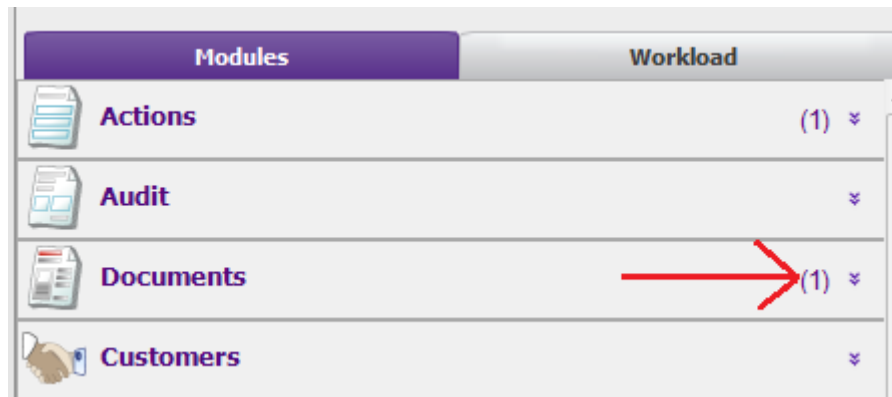 Modules Workload
Actions (1)
Audit
Documents (1)
Customers